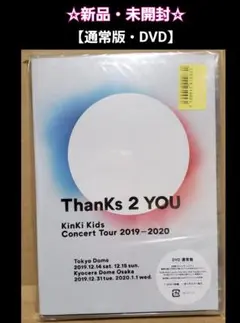 ☆新品・未開封☆
【通常版・DVD】
ThanKs 2 YOU
KinKi Kids
Concert Tour 2019－2020
Tokyo Dome
2019.12.14 sat. 12.15 sun.
Kyocera Dome Osaka
2019.12.31 tue. 2020.1.1 wed.
DVD 通常盤